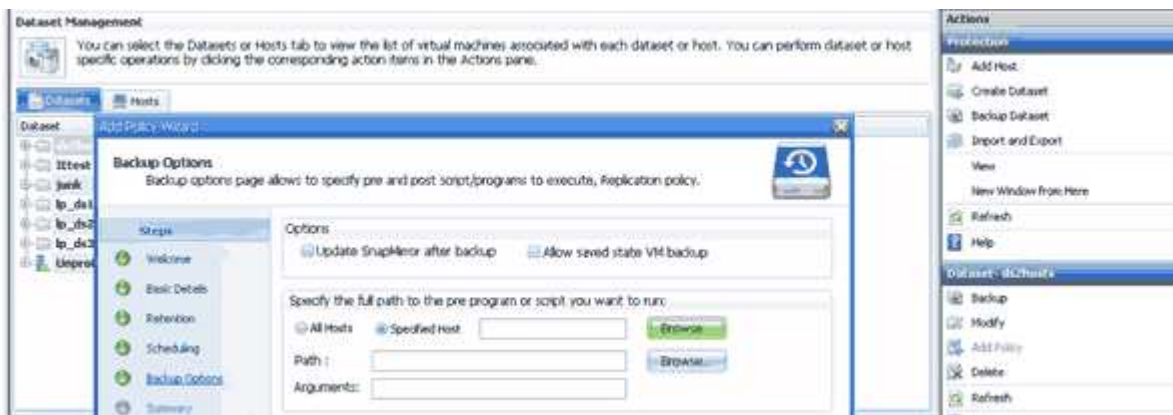 Dataset Management
You can select the Datasets or Hosts tab to view the list of virtual machines associated with each dataset or host. You can perform dataset or host
specific operations by clicking the corresponding action items in the Actions pane.
Datasets
Hosts
Dataset
ITtest
junk
lp_ds1
lp_ds2
lp_ds3
Unprot
Add Policy Wizard
Backup Options
Backup options page allows to specify pre and post script/programs to execute, Replication policy.
Steps
Welcome
Basic Details
Retention
Scheduling
Backup Options
Summary
Options
Update SnapMirror after backup
Allow saved state VM backup
Specify the full path to the pre program or script you want to run:
All Hosts
Specified Host
Browse
Path :
Browse...
Arguments:
Actions
Protection
Add Host
Create Dataset
Backup Dataset
Import and Export
View
New Window from Here
Refresh
Help
Dataset- ds2hosts
Backup
Modify
Add Policy
Delete
Refresh